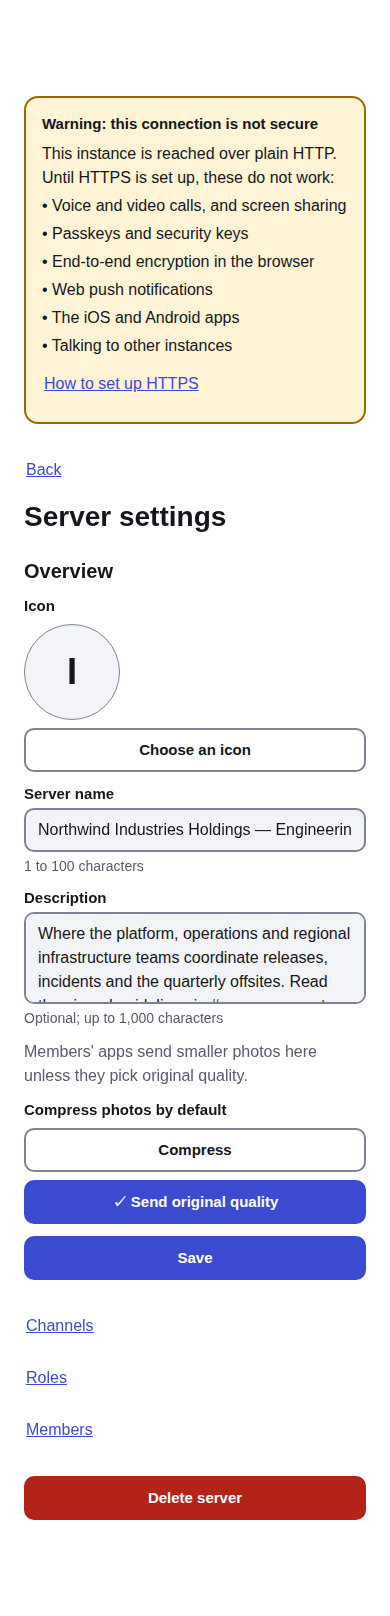 Warning: this connection is not secure
This instance is reached over plain HTTP.
Until HTTPS is set up, these do not work:
• Voice and video calls, and screen sharing
• Passkeys and security keys
• End-to-end encryption in the browser
• Web push notifications
• The iOS and Android apps
• Talking to other instances
How to set up HTTPS
Back
Server settings
Overview
Icon
I
Choose an icon
Server name
Northwind Industries Holdings — Engineerin
1 to 100 characters
Description
Where the platform, operations and regional
infrastructure teams coordinate releases,
incidents and the quarterly offsites. Read
Optional; up to 1,000 characters
Members' apps send smaller photos here
unless they pick original quality.
Compress photos by default
Compress
✓ Send original quality
Save
Channels
Roles
Members
Delete server